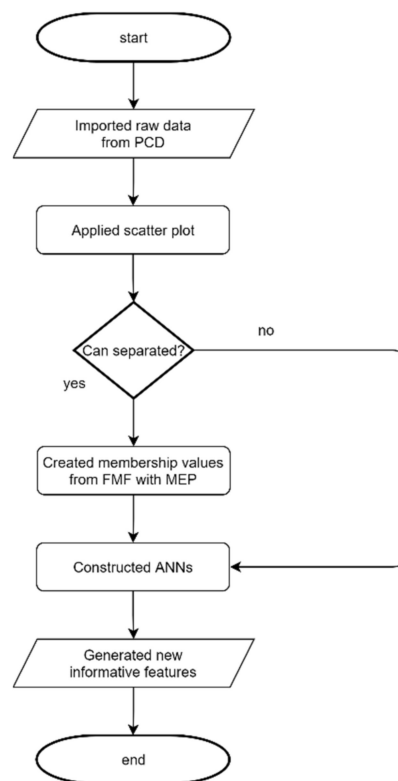 start
Imported raw data
from PCD
Applied scatter plot
Can separated?
no
yes
Created membership values
from FMF with MEP
Constructed ANNs
Generated new
informative features
end